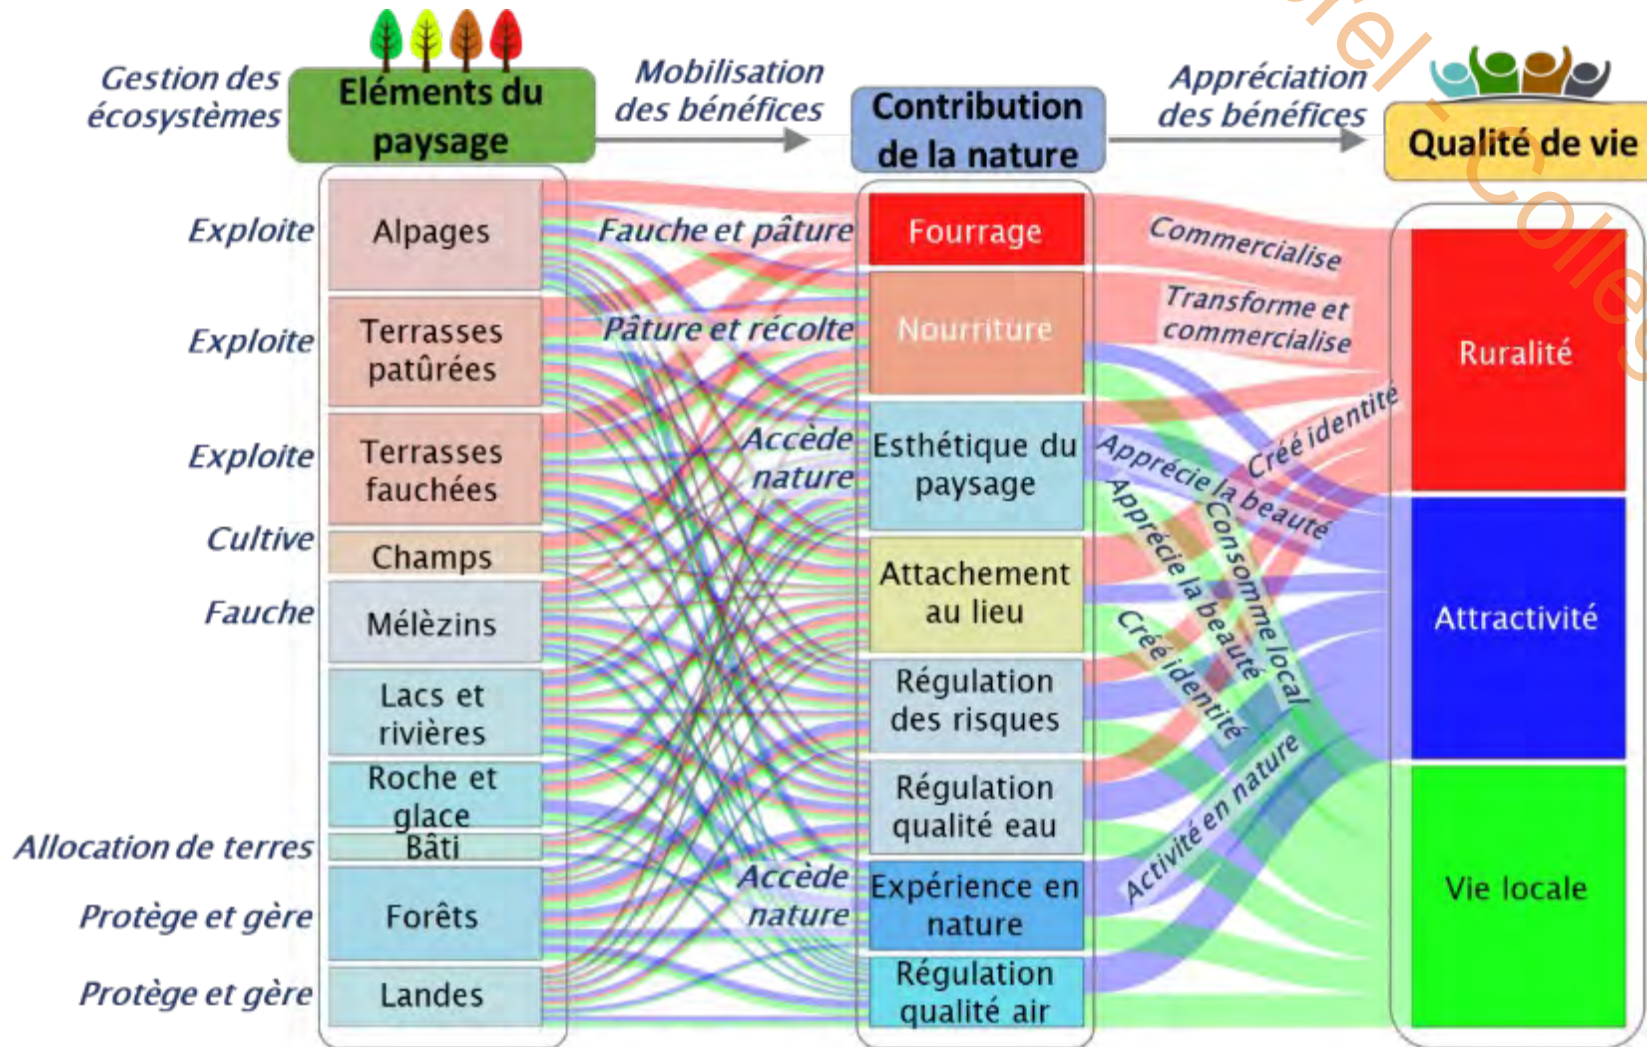 Gestion des
écosystèmes
Eléments du
paysage
Mobilisation
des bénéfices
Contribution
de la nature
Appréciation
des bénéfices
Qualité de vie
Exploite
Exploite
Exploite
Cultive
Fauche
Allocation de terres
Protège et gère
Protège et gère
Alpages
Terrasses
patûrées
Terrasses
fauchées
Champs
Mélèzins
Lacs et
rivières
Roche et
glace
Bâti
Forêts
Landes
Fauche et pâture
Pâture et récolte
Accède
nature
Accède
nature
Fourrage
Nourriture
Esthétique du
paysage
Attachement
au lieu
Régulation
des risques
Régulation
qualité eau
Expérience en
nature
Régulation
qualité air
Commercialise
Transforme et
commercialise
Créé identité
Apprécie la beauté
Consomme local
Apprécie la beauté
Créé identité
Activité en nature
Ruralité
Attractivité
Vie locale